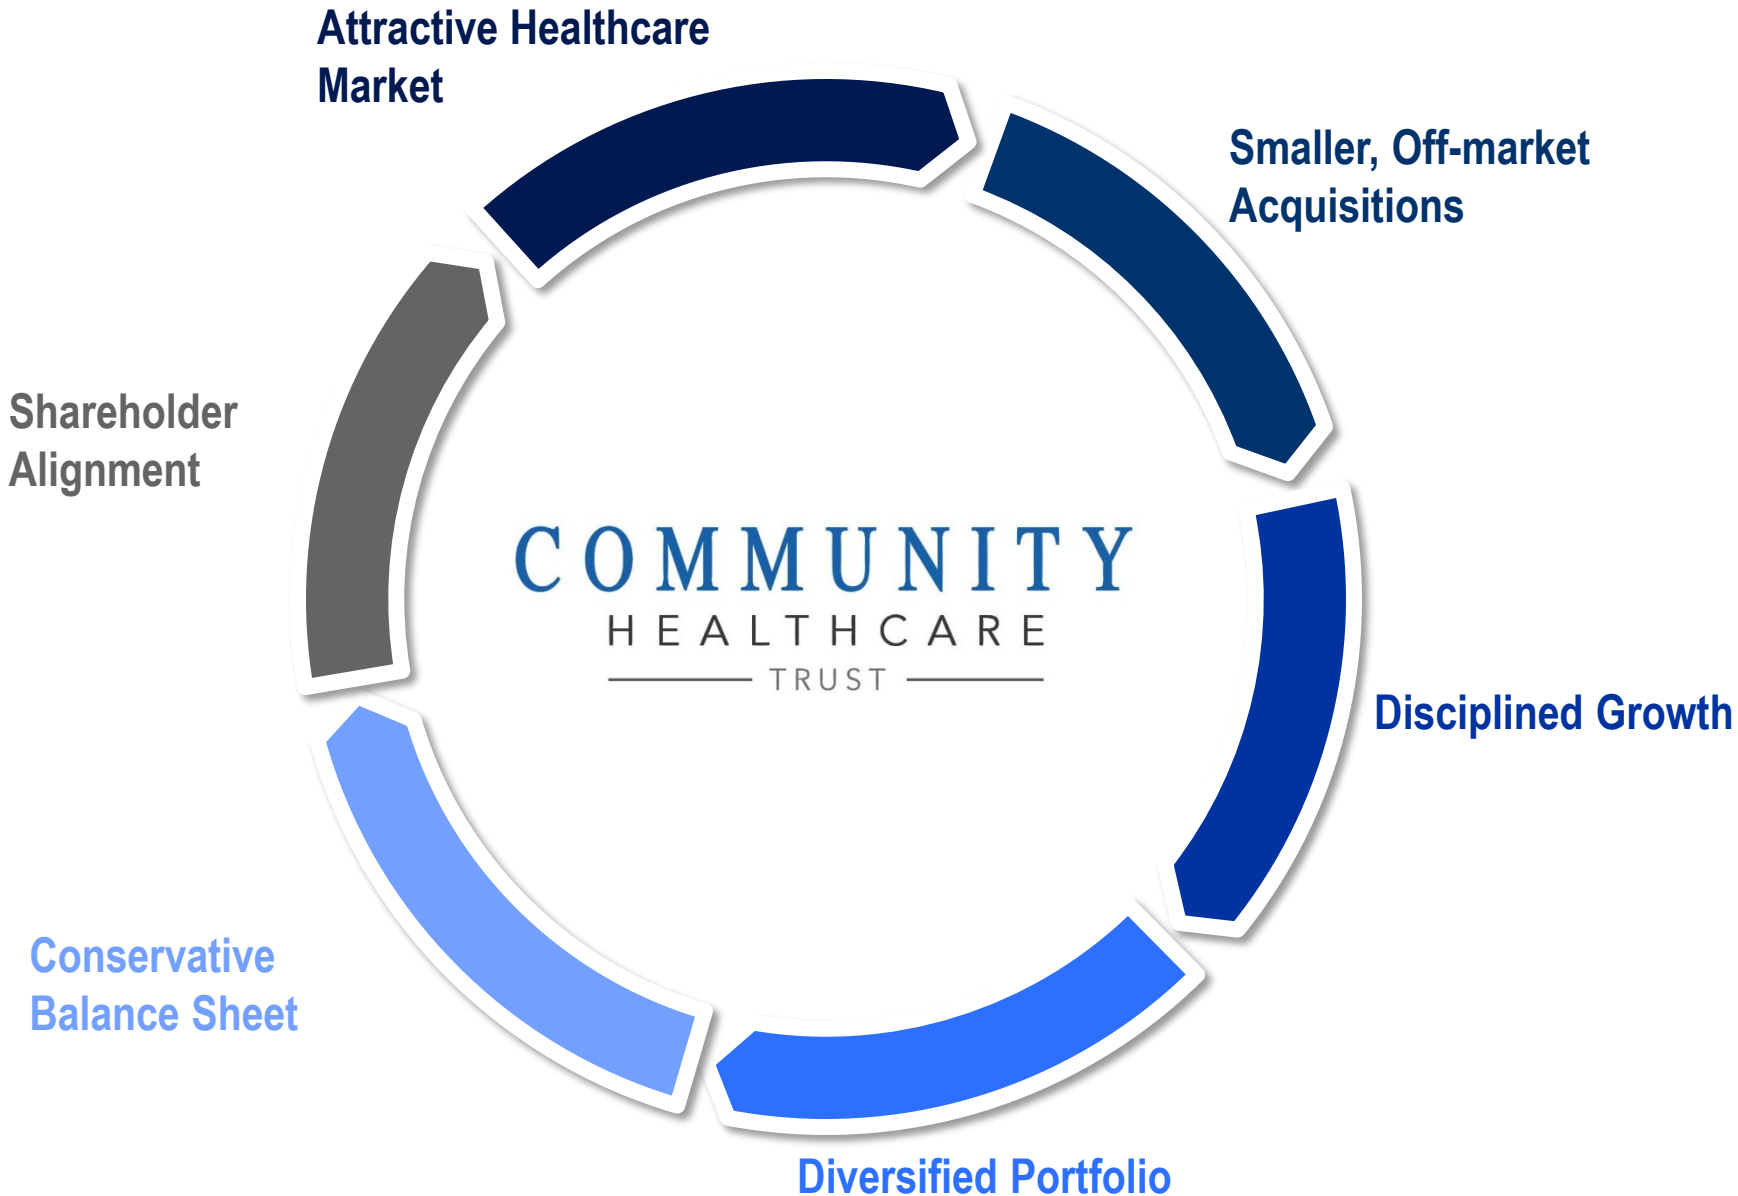 Attractive Healthcare
Market
Smaller, Off-market
Acquisitions
Shareholder
Alignment
COMMUNITY
HEALTHCARE
TRUST
Disciplined Growth
Conservative
Balance Sheet
Diversified Portfolio